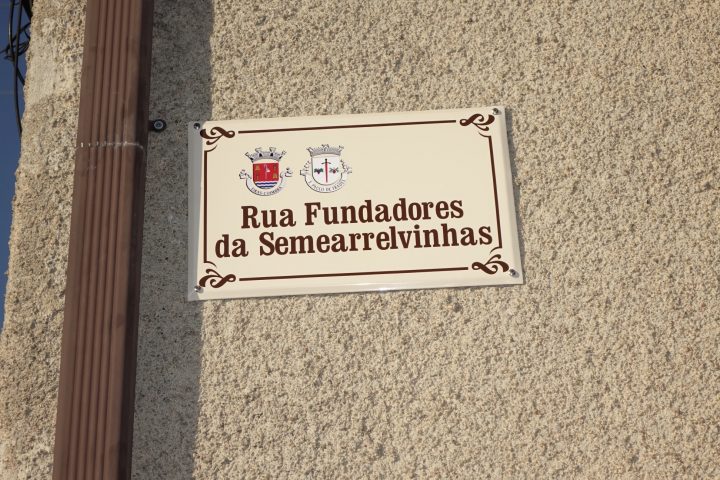 Rua Fundadores
da Semearrelvinhas